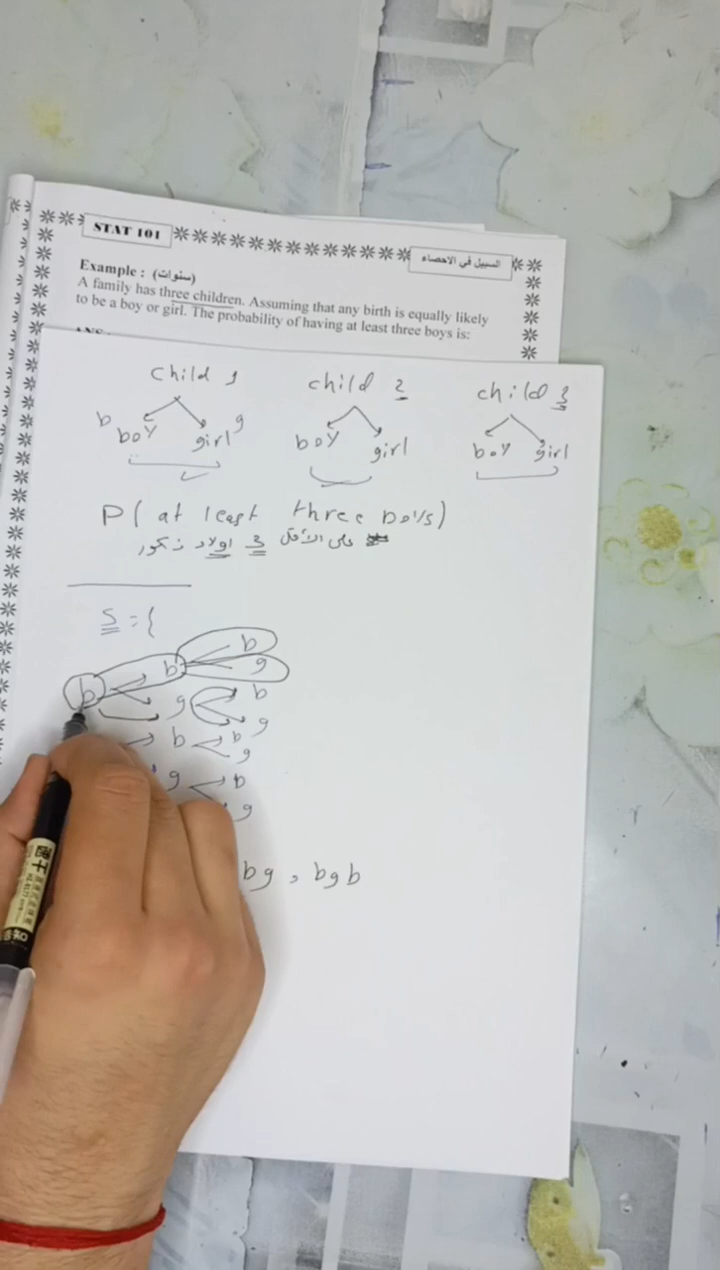 STAT 101
السبيل في الاحصاء
Example : (سنوات)
A family has three children. Assuming that any birth is equally likely
to be a boy or girl. The probability of having at least three boys is:
child 1 child 2 child 3
b boy girl g boy girl boy girl
P( at least three boys)
على الأقل 3 اولاد ذكور
S = {
b
b g
b g b
g
b b
g
g b
g
bg , bgb